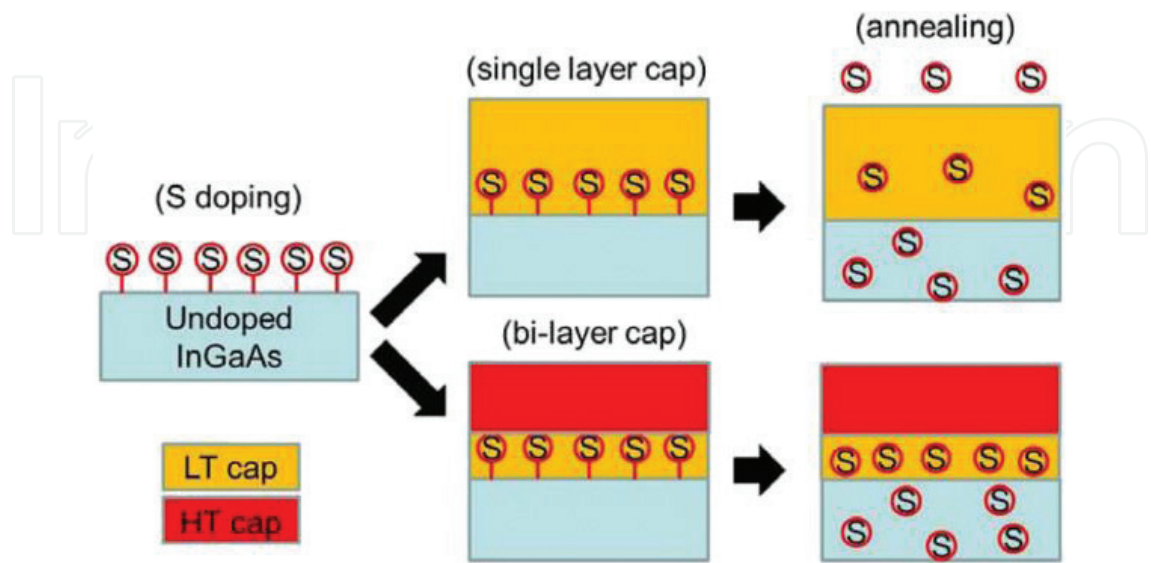 (S doping)
S S S S S S
Undoped
InGaAs
LT cap
HT cap
(single layer cap)
S S S S S
(bi-layer cap)
S S S S S
(annealing)
S S S
S S S
S S S S
S S S S S
S S S S S